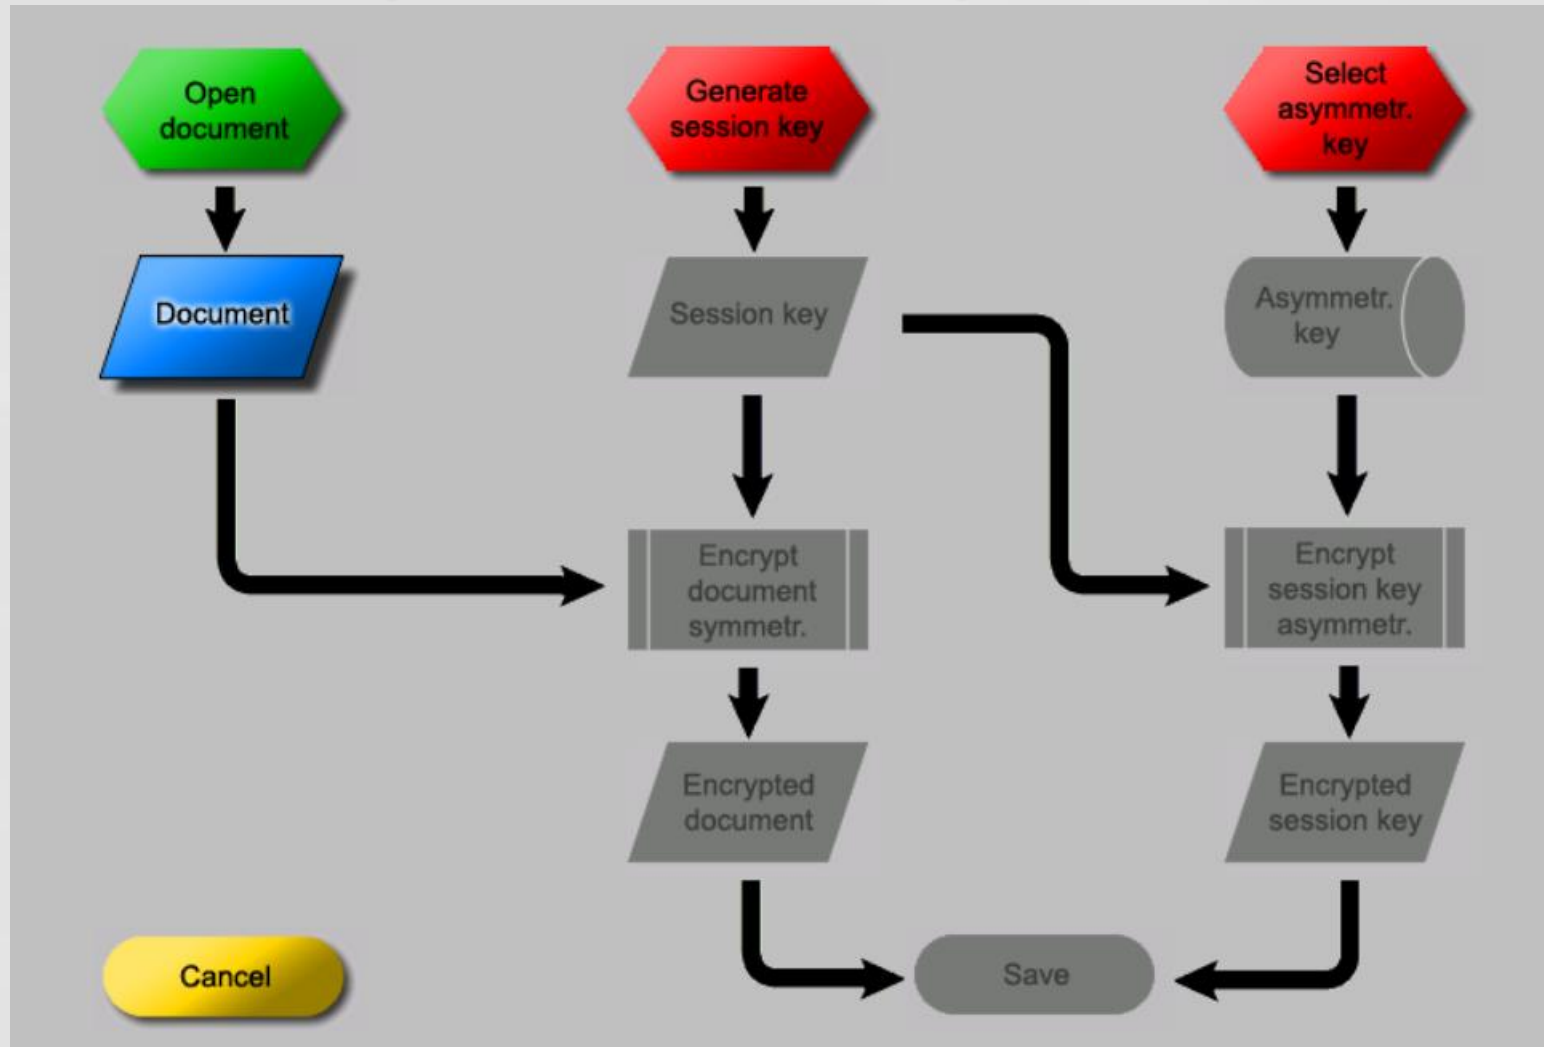 Open
document
Generate
session key
Select
asymmetr.
key
Document
Session key
Asymmetr.
key
Encrypt
document
symmetr.
Encrypt
session key
asymmetr.
Encrypted
document
Encrypted
session key
Cancel
Save